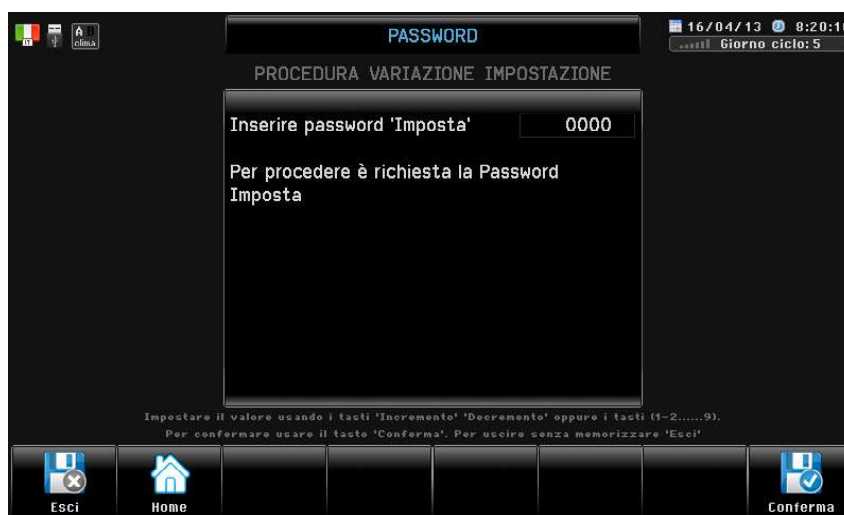 IT
A
clima
PASSWORD
16/04/13 8:20:1
Giorno ciclo: 5
PROCEDURA VARIAZIONE IMPOSTAZIONE
Inserire password 'Imposta' 0000
Per procedere è richiesta la Password
Imposta
Impostare il valore usando i tasti 'Incremento' 'Decremento' oppure i tasti (1-2......9).
Per confermare usare il tasto 'Conferma'. Per uscire senza memorizzare 'Esci'
Esci Home Conferma